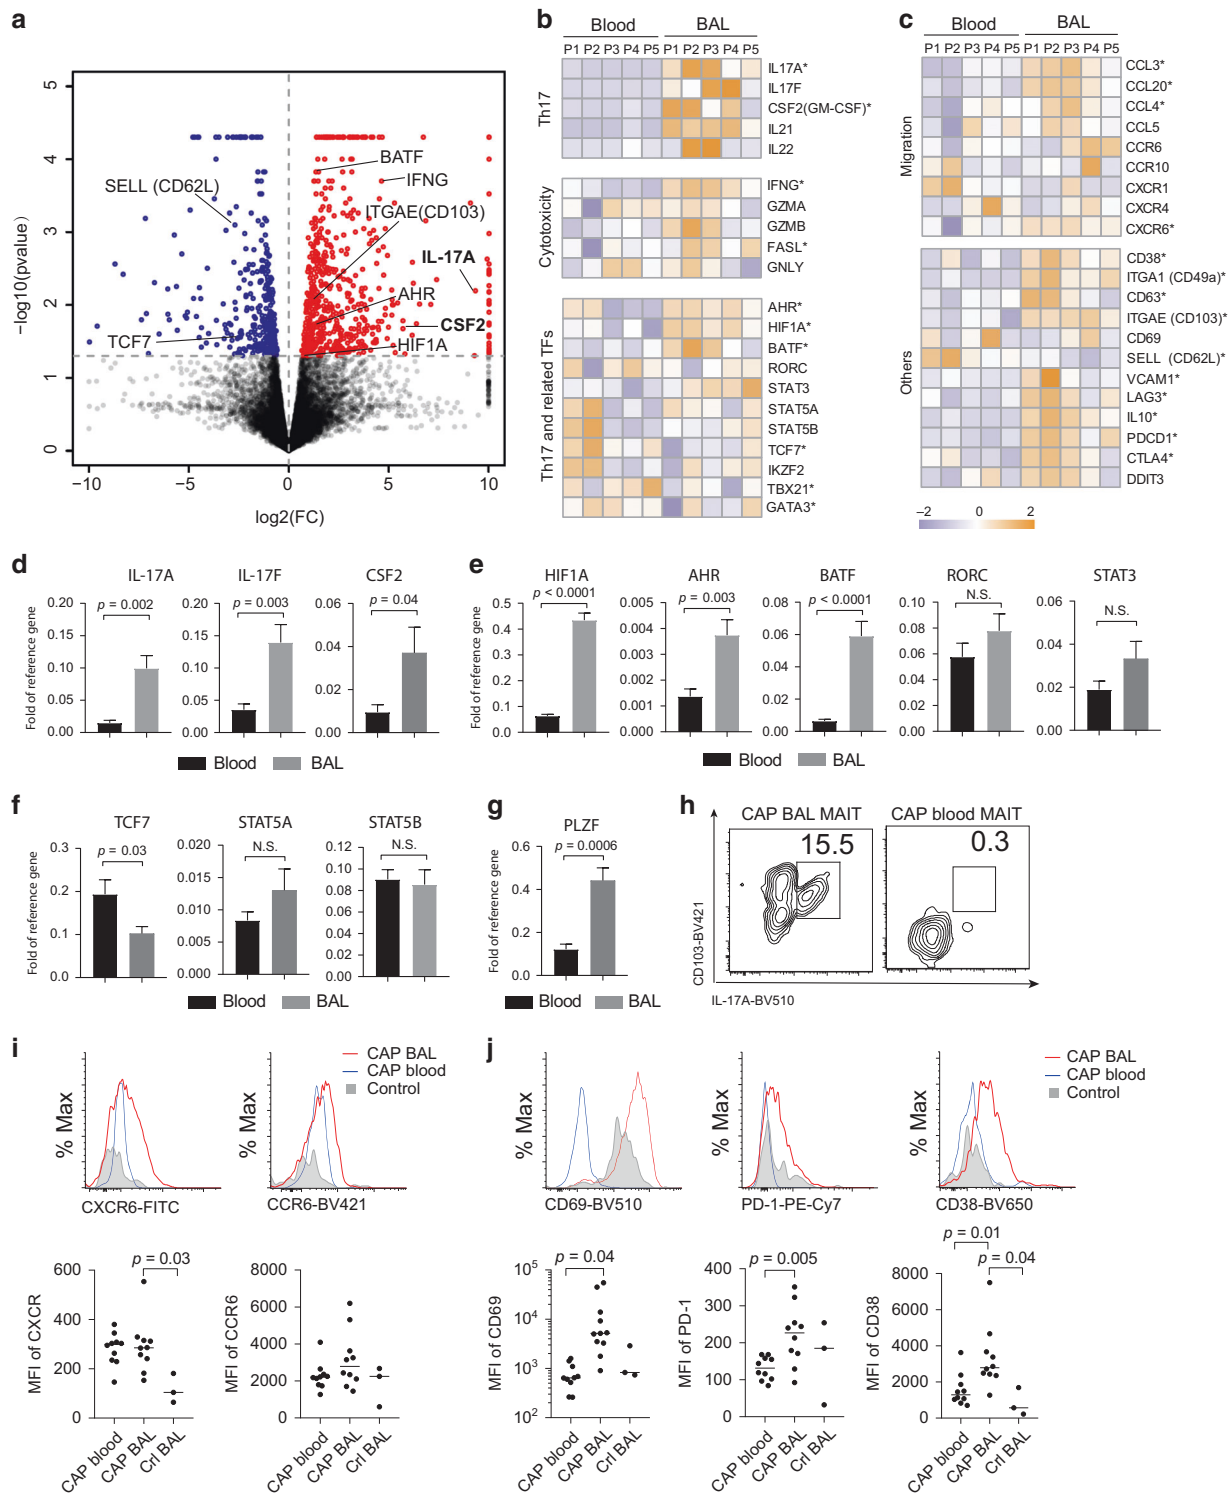 a
5
4
3
2
1
0
−log10(pvalue)
BATF
IFNG
SELL (CD62L)
ITGAE(CD103)
IL-17A
AHR
CSF2
TCF7
HIF1A
−10
−5
0
5
10
log2(FC)
b
Blood
BAL
P1 P2 P3 P4 P5 P1 P2 P3 P4 P5
Th17
IL17A*
IL17F
CSF2(GM-CSF)*
IL21
IL22
Cytotoxicity
IFNG*
GZMA
GZMB
FASL*
GNLY
Th17 and related TFs
AHR*
HIF1A*
BATF*
RORC
STAT3
STAT5A
STAT5B
TCF7*
IKZF2
TBX21*
GATA3*
c
Blood
BAL
P1 P2 P3 P4 P5 P1 P2 P3 P4 P5
Migration
CCL3*
CCL20*
CCL4*
CCL5
CCR6
CCR10
CXCR1
CXCR4
CXCR6*
Others
CD38*
ITGA1 (CD49a)*
CD63*
ITGAE (CD103)*
CD69
SELL (CD62L)*
VCAM1*
LAG3*
IL10*
PDCD1*
CTLA4*
DDIT3
−2 0 2
d
Fold of reference gene
IL-17A
p = 0.002
0.20
0.15
0.10
0.05
0.00
IL-17F
p = 0.003
0.20
0.15
0.10
0.05
0.00
CSF2
p = 0.04
0.06
0.04
0.02
0.00
Blood BAL
e
Fold of reference gene
HIF1A
p < 0.0001
0.5
0.4
0.3
0.2
0.1
0.0
AHR
p = 0.003
0.005
0.004
0.003
0.002
0.001
0.000
BATF
p < 0.0001
0.08
0.06
0.04
0.02
0.00
RORC
N.S.
0.10
0.08
0.06
0.04
0.02
0.00
STAT3
N.S.
0.06
0.04
0.02
0.00
Blood BAL
f
Fold of reference gene
TCF7
p = 0.03
0.3
0.2
0.1
0.0
STAT5A
N.S.
0.020
0.015
0.010
0.005
0.000
STAT5B
N.S.
0.12
0.10
0.08
0.06
0.04
0.02
0.00
Blood BAL
g
Fold of reference gene
PLZF
p = 0.0006
0.6
0.4
0.2
0.0
Blood BAL
h
CAP BAL MAIT
15.5
CAP blood MAIT
0.3
CD103-BV421
IL-17A-BV510
i
% Max
CXCR6-FITC
% Max
CCR6-BV421
CAP BAL
CAP blood
Control
MFI of CXCR
600
400
200
0
p = 0.03
CAP blood
CAP BAL
Crl BAL
MFI of CCR6
8000
6000
4000
2000
0
CAP blood
CAP BAL
Crl BAL
j
% Max
CD69-BV510
% Max
PD-1-PE-Cy7
% Max
CD38-BV650
CAP BAL
CAP blood
Control
MFI of CD69
10⁵
10⁴
10³
10²
p = 0.04
CAP blood
CAP BAL
Crl BAL
MFI of PD-1
400
300
200
100
0
p = 0.005
CAP blood
CAP BAL
Crl BAL
MFI of CD38
8000
6000
4000
2000
0
p = 0.01
p = 0.04
CAP blood
CAP BAL
Crl BAL